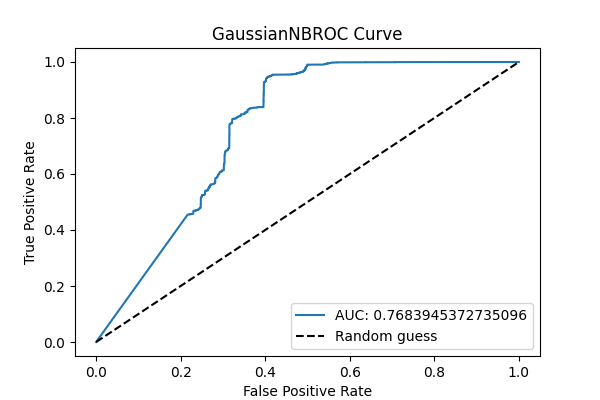 GaussianNBROC Curve
True Positive Rate
1.0
0.8
0.6
0.4
0.2
0.0
AUC: 0.7683945372735096
Random guess
0.0 0.2 0.4 0.6 0.8 1.0
False Positive Rate